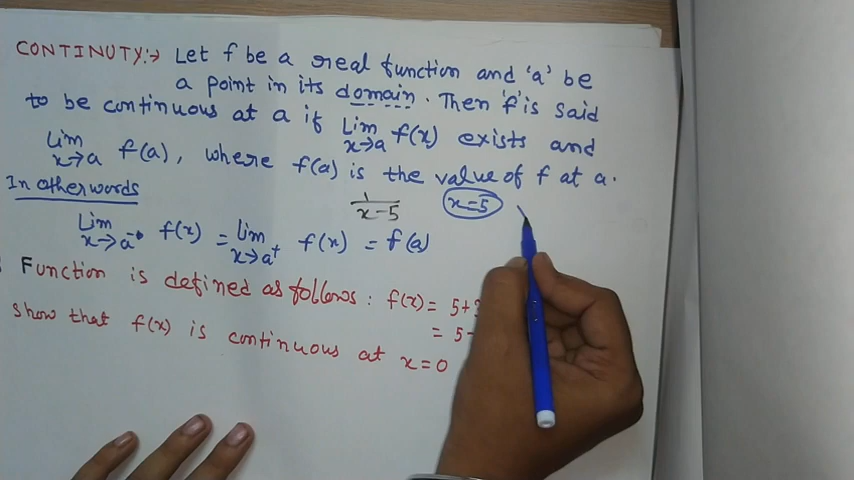 CONTINUTY:→ Let f be a real function and 'a' be
a point in its domain. Then 'f' is said
to be continuous at a if Lim x→a f(x) exists and
Lim x→a f(a), where f(a) is the value of f at a.
In otherwords
1/x-5 x=5
Lim x→a⁻ f(x) = Lim x→a⁺ f(x) = f(a)
Function is defined as follows: f(x) = 5+
= 5-
Show that f(x) is continuous at x=0